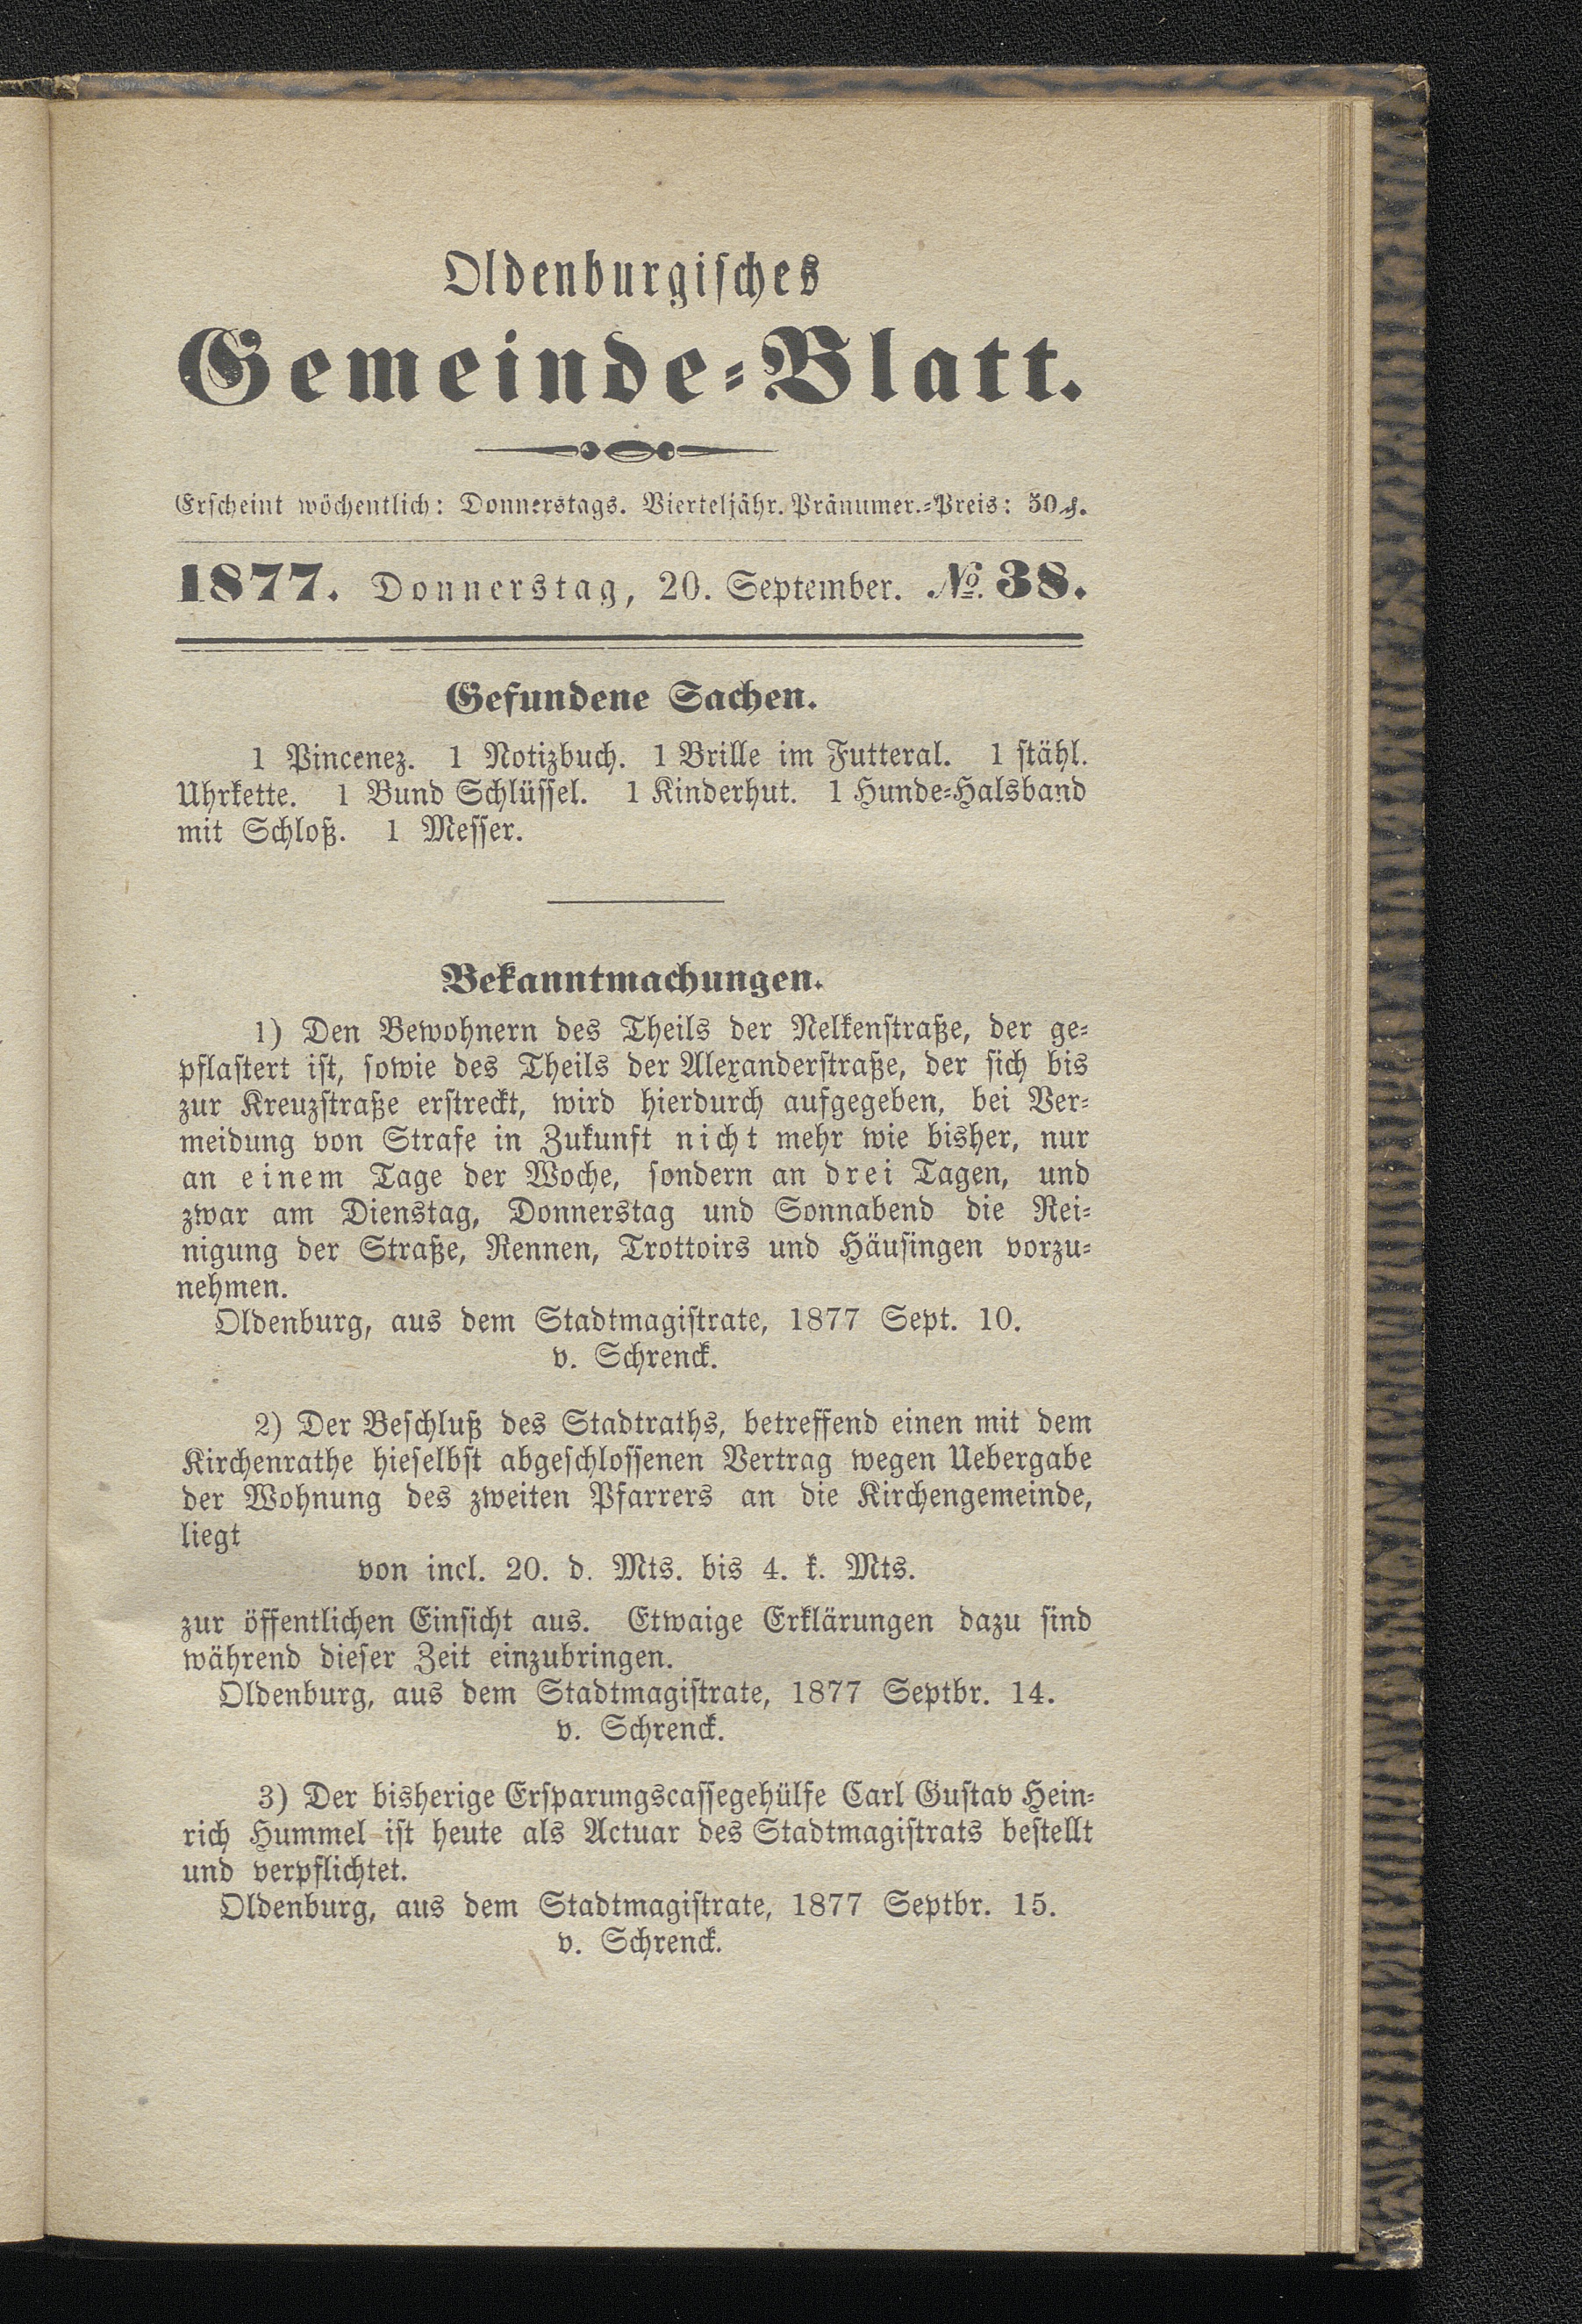 Oldenburgisches
Gemeinde-Blatt.
Erscheint wöchentlich: Donnerstags. Vierteljähr. Pränumer.-Preis: 50 ₰.
1877. Donnerstag, 20. September. № 38.
Gefundene Sachen.
1 Pincenez. 1 Notizbuch. 1 Brille im Futteral. 1 stähl.
Uhrkette. 1 Bund Schlüssel. 1 Kinderhut. 1 Hunde-Halsband
mit Schloß. 1 Messer.
Bekanntmachungen.
1) Den Bewohnern des Theils der Nelkenstraße, der ge-
pflastert ist, sowie des Theils der Alexanderstraße, der sich bis
zur Kreuzstraße erstreckt, wird hierdurch aufgegeben, bei Ver-
meidung von Strafe in Zukunft nicht mehr wie bisher, nur
an einem Tage der Woche, sondern an drei Tagen, und
zwar am Dienstag, Donnerstag und Sonnabend die Rei-
nigung der Straße, Rennen, Trottoirs und Häusingen vorzu-
nehmen.
Oldenburg, aus dem Stadtmagistrate, 1877 Sept. 10.
v. Schrenck.
2) Der Beschluß des Stadtraths, betreffend einen mit dem
Kirchenrathe hieselbst abgeschlossenen Vertrag wegen Uebergabe
der Wohnung des zweiten Pfarrers an die Kirchengemeinde,
liegt
von incl. 20. d. Mts. bis 4. k. Mts.
zur öffentlichen Einsicht aus. Etwaige Erklärungen dazu sind
während dieser Zeit einzubringen.
Oldenburg, aus dem Stadtmagistrate, 1877 Septbr. 14.
v. Schrenck.
3) Der bisherige Ersparungscassegehülfe Carl Gustav Hein-
rich Hummel ist heute als Actuar des Stadtmagistrats bestellt
und verpflichtet.
Oldenburg, aus dem Stadtmagistrate, 1877 Septbr. 15.
v. Schrenck.